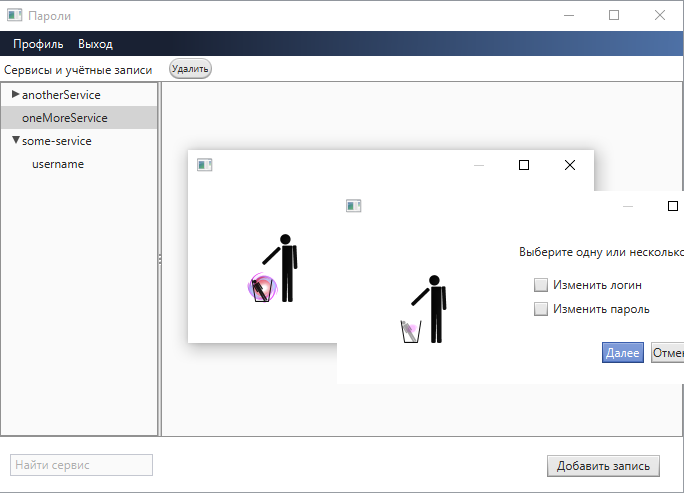 Пароли
Профиль Выход
Сервисы и учётные записи Удалить
anotherService
oneMoreService
some-service
username
Выберите одну или несколько
Изменить логин
Изменить пароль
Далее
Найти сервис
Добавить запись